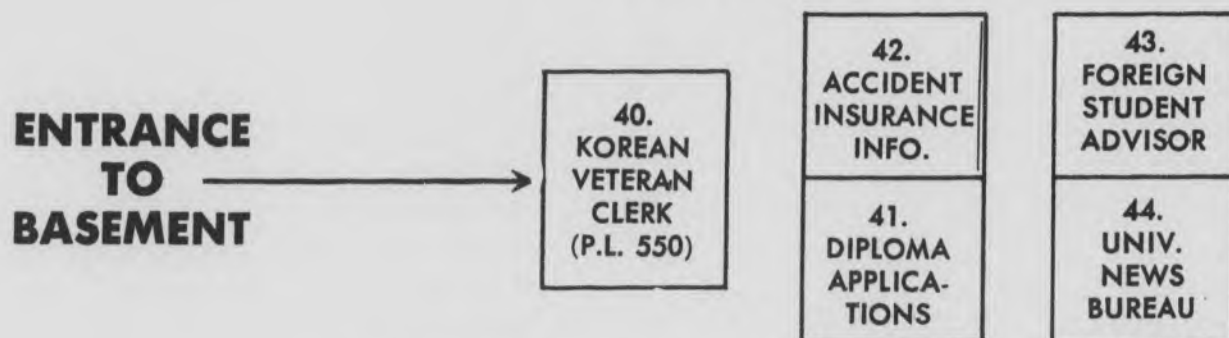 ENTRANCE
TO
BASEMENT
40.
KOREAN
VETERAN
CLERK
(P.L. 550)
42.
ACCIDENT
INSURANCE
INFO.
41.
DIPLOMA
APPLICA-
TIONS
43.
FOREIGN
STUDENT
ADVISOR
44.
UNIV.
NEWS
BUREAU